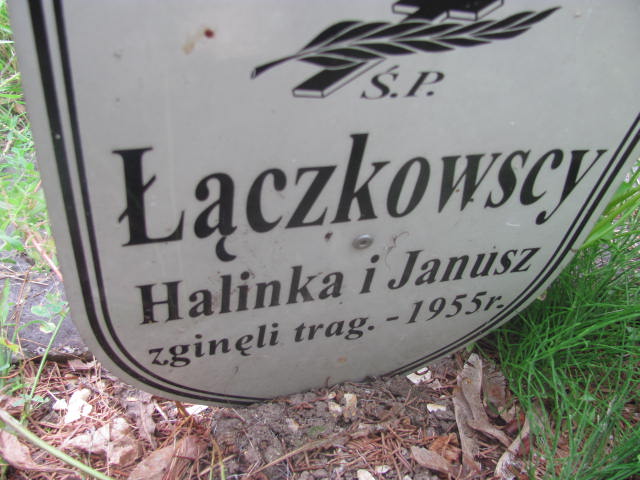 Ś.P.
Łączkowscy
Halinka i Janusz
zginęli trag. - 1955r.